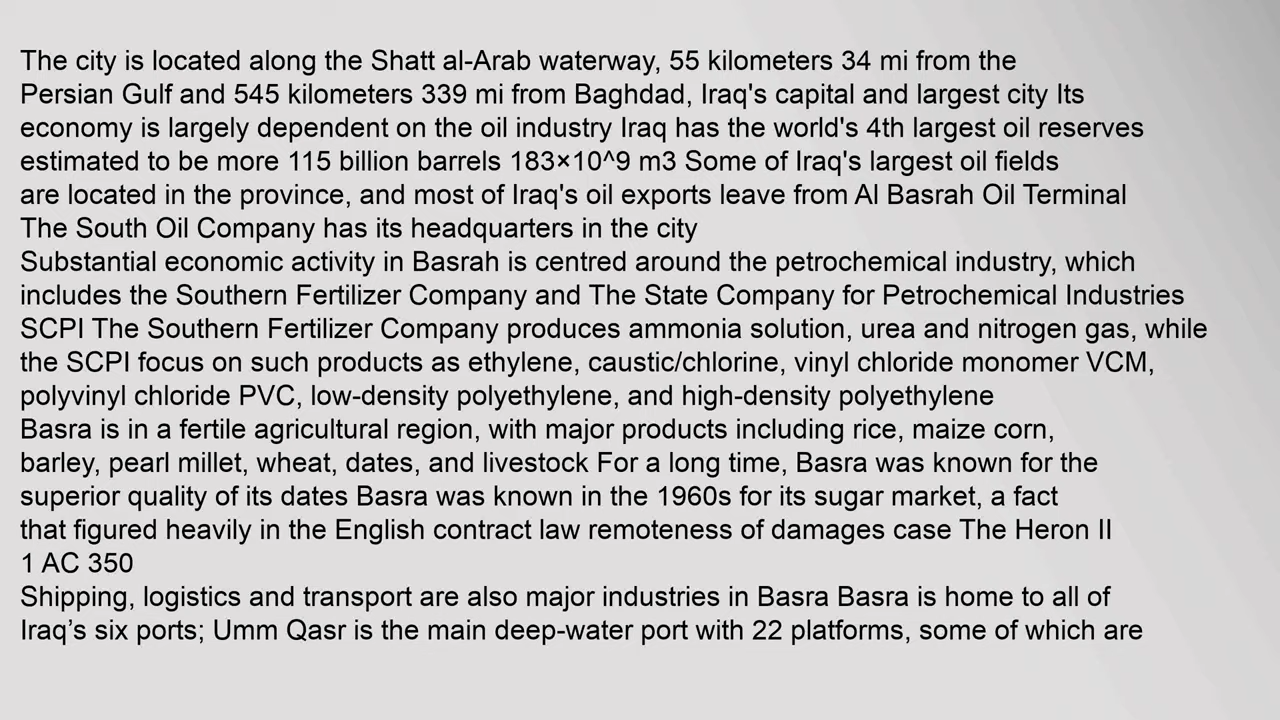 The city is located along the Shatt al-Arab waterway, 55 kilometers 34 mi from the
Persian Gulf and 545 kilometers 339 mi from Baghdad, Iraq's capital and largest city Its
economy is largely dependent on the oil industry Iraq has the world's 4th largest oil reserves
estimated to be more 115 billion barrels 183×10^9 m3 Some of Iraq's largest oil fields
are located in the province, and most of Iraq's oil exports leave from Al Basrah Oil Terminal
The South Oil Company has its headquarters in the city
Substantial economic activity in Basrah is centred around the petrochemical industry, which
includes the Southern Fertilizer Company and The State Company for Petrochemical Industries
SCPI The Southern Fertilizer Company produces ammonia solution, urea and nitrogen gas, while
the SCPI focus on such products as ethylene, caustic/chlorine, vinyl chloride monomer VCM,
polyvinyl chloride PVC, low-density polyethylene, and high-density polyethylene
Basra is in a fertile agricultural region, with major products including rice, maize corn,
barley, pearl millet, wheat, dates, and livestock For a long time, Basra was known for the
superior quality of its dates Basra was known in the 1960s for its sugar market, a fact
that figured heavily in the English contract law remoteness of damages case The Heron II
1 AC 350
Shipping, logistics and transport are also major industries in Basra Basra is home to all of
Iraq’s six ports; Umm Qasr is the main deep-water port with 22 platforms, some of which are